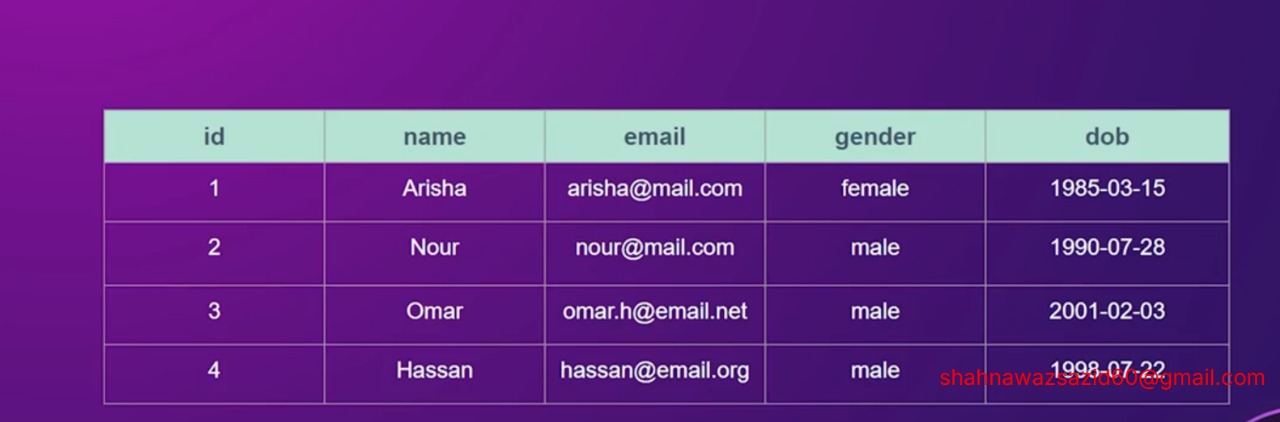 id name email gender dob
1 Arisha arisha@mail.com female 1985-03-15
2 Nour nour@mail.com male 1990-07-28
3 Omar omar.h@email.net male 2001-02-03
4 Hassan hassan@email.org male 1998-07-22
shahnawazsazid60@gmail.com